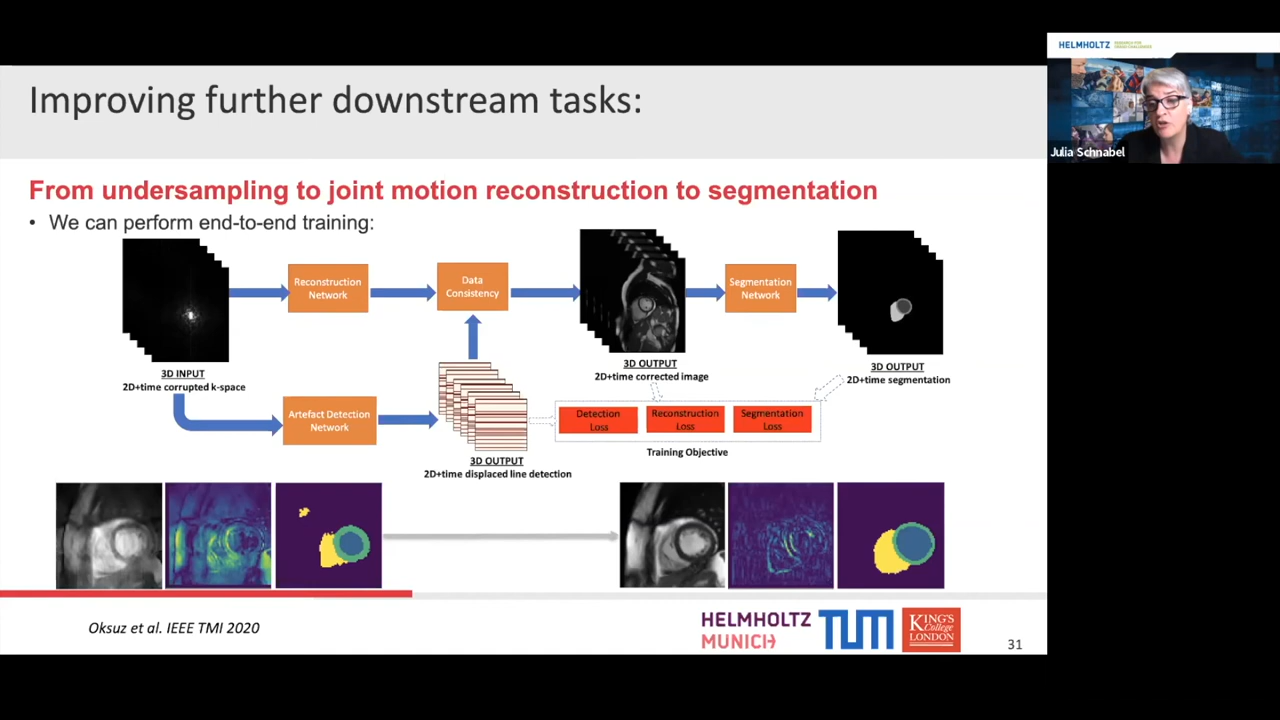 Improving further downstream tasks:
HELMHOLTZ
Julia Schnabel
From undersampling to joint motion reconstruction to segmentation
• We can perform end-to-end training:
Reconstruction
Network
Data
Consistency
Segmentation
Network
3D INPUT
2D+time corrupted k-space
3D OUTPUT
2D+time corrected image
3D OUTPUT
2D+time segmentation
Artefact Detection
Network
Detection
Loss
Reconstruction
Loss
Segmentation
Loss
Training Objective
3D OUTPUT
2D+time displaced line detection
Oksuz et al. IEEE TMI 2020
HELMHOLTZ
MUNICH
TUM
KING'S
College
LONDON
31